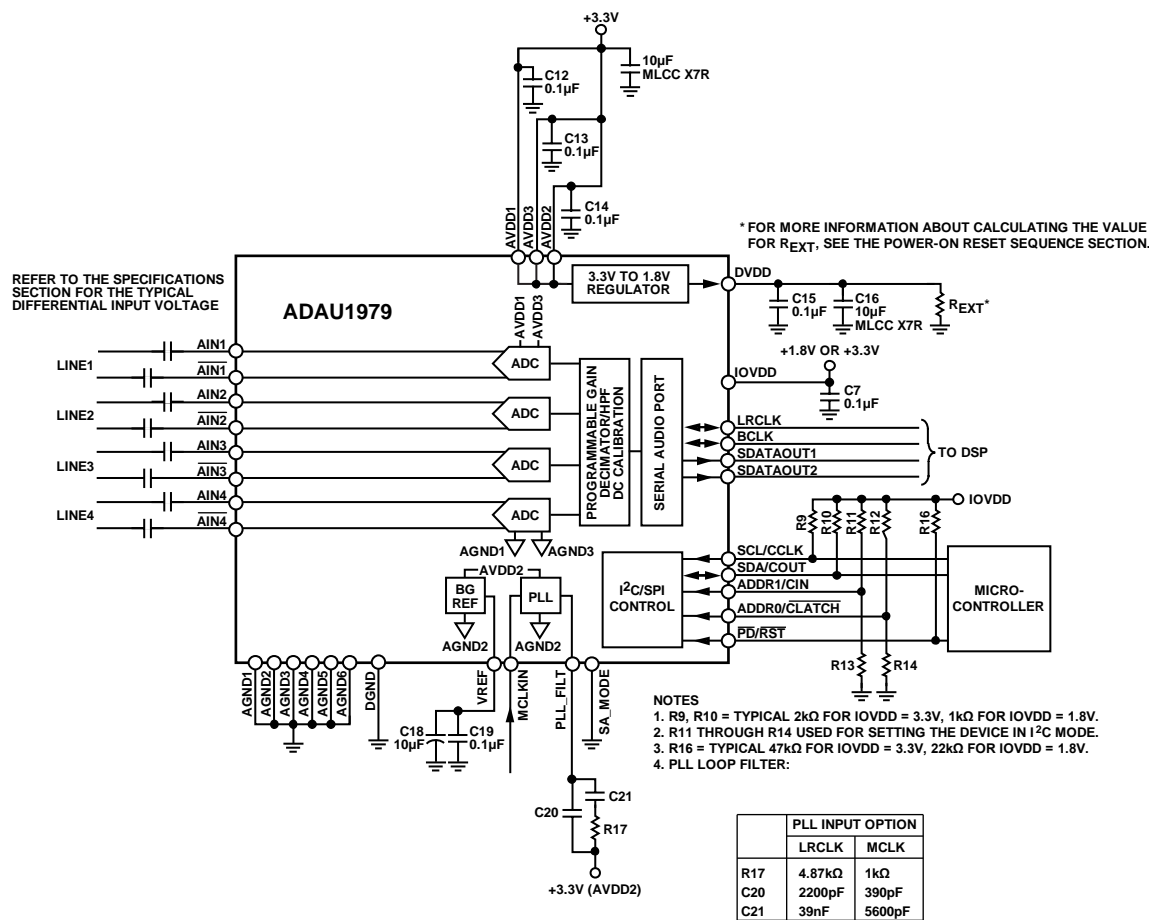 +3.3V
10µF
MLCC X7R
C12
0.1µF
C13
0.1µF
C14
0.1µF
AVDD1
AVDD3
AVDD2
* FOR MORE INFORMATION ABOUT CALCULATING THE VALUE
FOR REXT, SEE THE POWER-ON RESET SEQUENCE SECTION.
REFER TO THE SPECIFICATIONS
SECTION FOR THE TYPICAL
DIFFERENTIAL INPUT VOLTAGE
ADAU1979
3.3V TO 1.8V
REGULATOR
DVDD
C15
0.1µF
C16
10µF
MLCC X7R
REXT*
AVDD1
AVDD3
+1.8V OR +3.3V
IOVDD
C7
0.1µF
LINE1
AIN1
AIN1
ADC
LINE2
AIN2
AIN2
ADC
LINE3
AIN3
AIN3
ADC
LINE4
AIN4
AIN4
ADC
AGND1
AGND3
PROGRAMMABLE GAIN
DECIMATOR/HPF
DC CALIBRATION
SERIAL AUDIO PORT
LRCLK
BCLK
SDATAOUT1
SDATAOUT2
TO DSP
IOVDD
R9
R10
R11
R12
R16
I²C/SPI
CONTROL
SCL/CCLK
SDA/COUT
ADDR1/CIN
ADDR0/CLATCH
PD/RST
MICRO-
CONTROLLER
R13
R14
AVDD2
BG
REF
PLL
AGND2
AGND2
AGND1
AGND2
AGND3
AGND4
AGND5
AGND6
DGND
VREF
MCLKIN
PLL_FILT
SA_MODE
C18
10µF
C19
0.1µF
C20
C21
R17
+3.3V (AVDD2)
NOTES
1. R9, R10 = TYPICAL 2kΩ FOR IOVDD = 3.3V, 1kΩ FOR IOVDD = 1.8V.
2. R11 THROUGH R14 USED FOR SETTING THE DEVICE IN I²C MODE.
3. R16 = TYPICAL 47kΩ FOR IOVDD = 3.3V, 22kΩ FOR IOVDD = 1.8V.
4. PLL LOOP FILTER:
PLL INPUT OPTION
LRCLK MCLK
R17 4.87kΩ 1kΩ
C20 2200pF 390pF
C21 39nF 5600pF